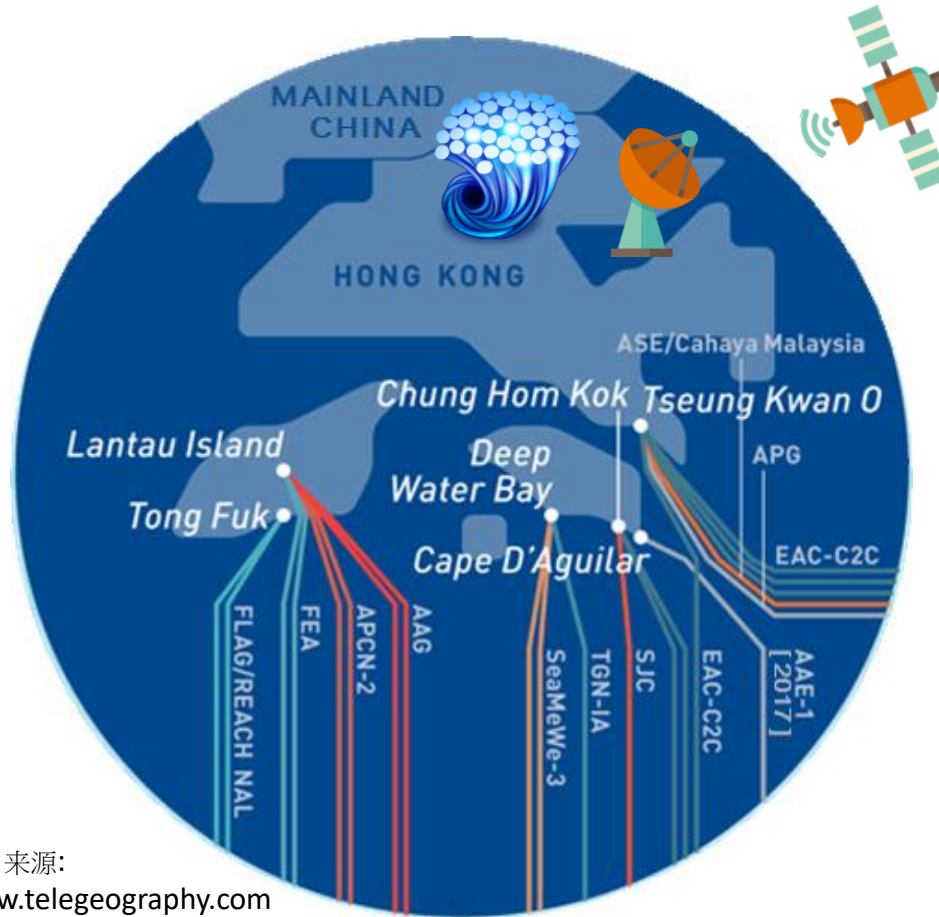 MAINLAND
CHINA
HONG KONG
ASE/Cahaya Malaysia
Chung Hom Kok
Tseung Kwan O
Lantau Island
Deep
Water Bay
APG
Tong Fuk
Cape D'Aguilar
EAC-C2C
FLAG/REACH NAL
FEA
APCN-2
AAG
SeaMeWe-3
TGN-IA
SJC
EAC-C2C
AAE-1
[2017]
来源:
w.telegeography.com